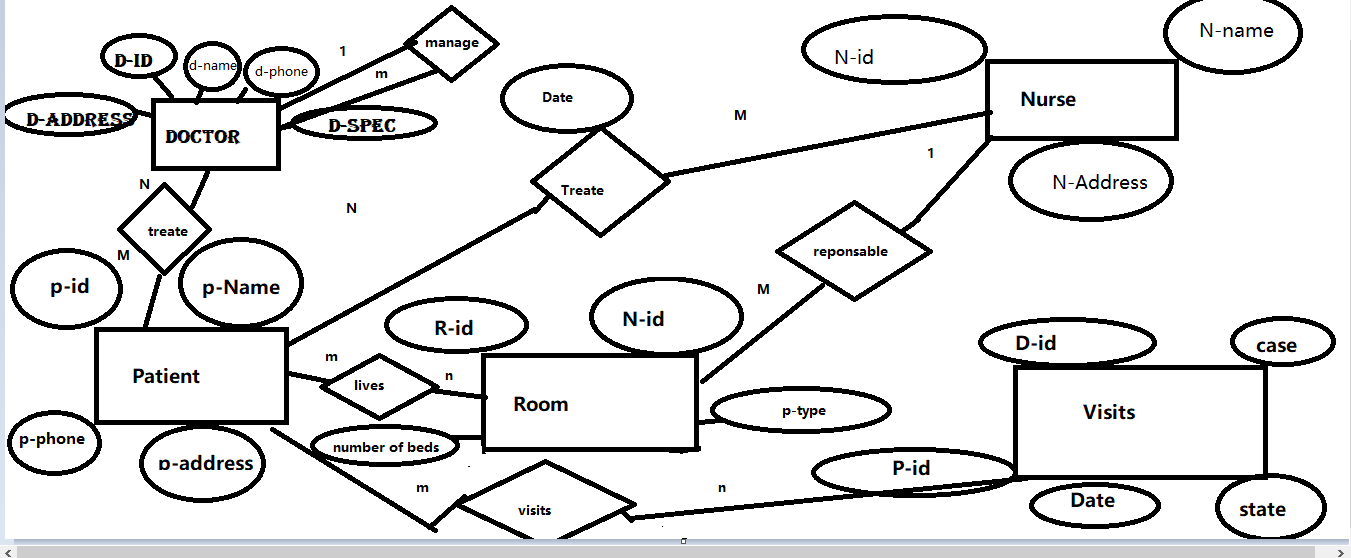 N-name
manage
1
N-id
D-ID
d-name
d-phone
m
Date
Nurse
D-ADDRESS
D-SPEC
M
DOCTOR
1
N
Treate
N-Address
N
treate
M
reponsable
p-id
p-Name
M
R-id
N-id
m
D-id
case
Patient
lives
n
Room
p-type
Visits
p-phone
number of beds
p-address
m
n
P-id
Date
visits
state